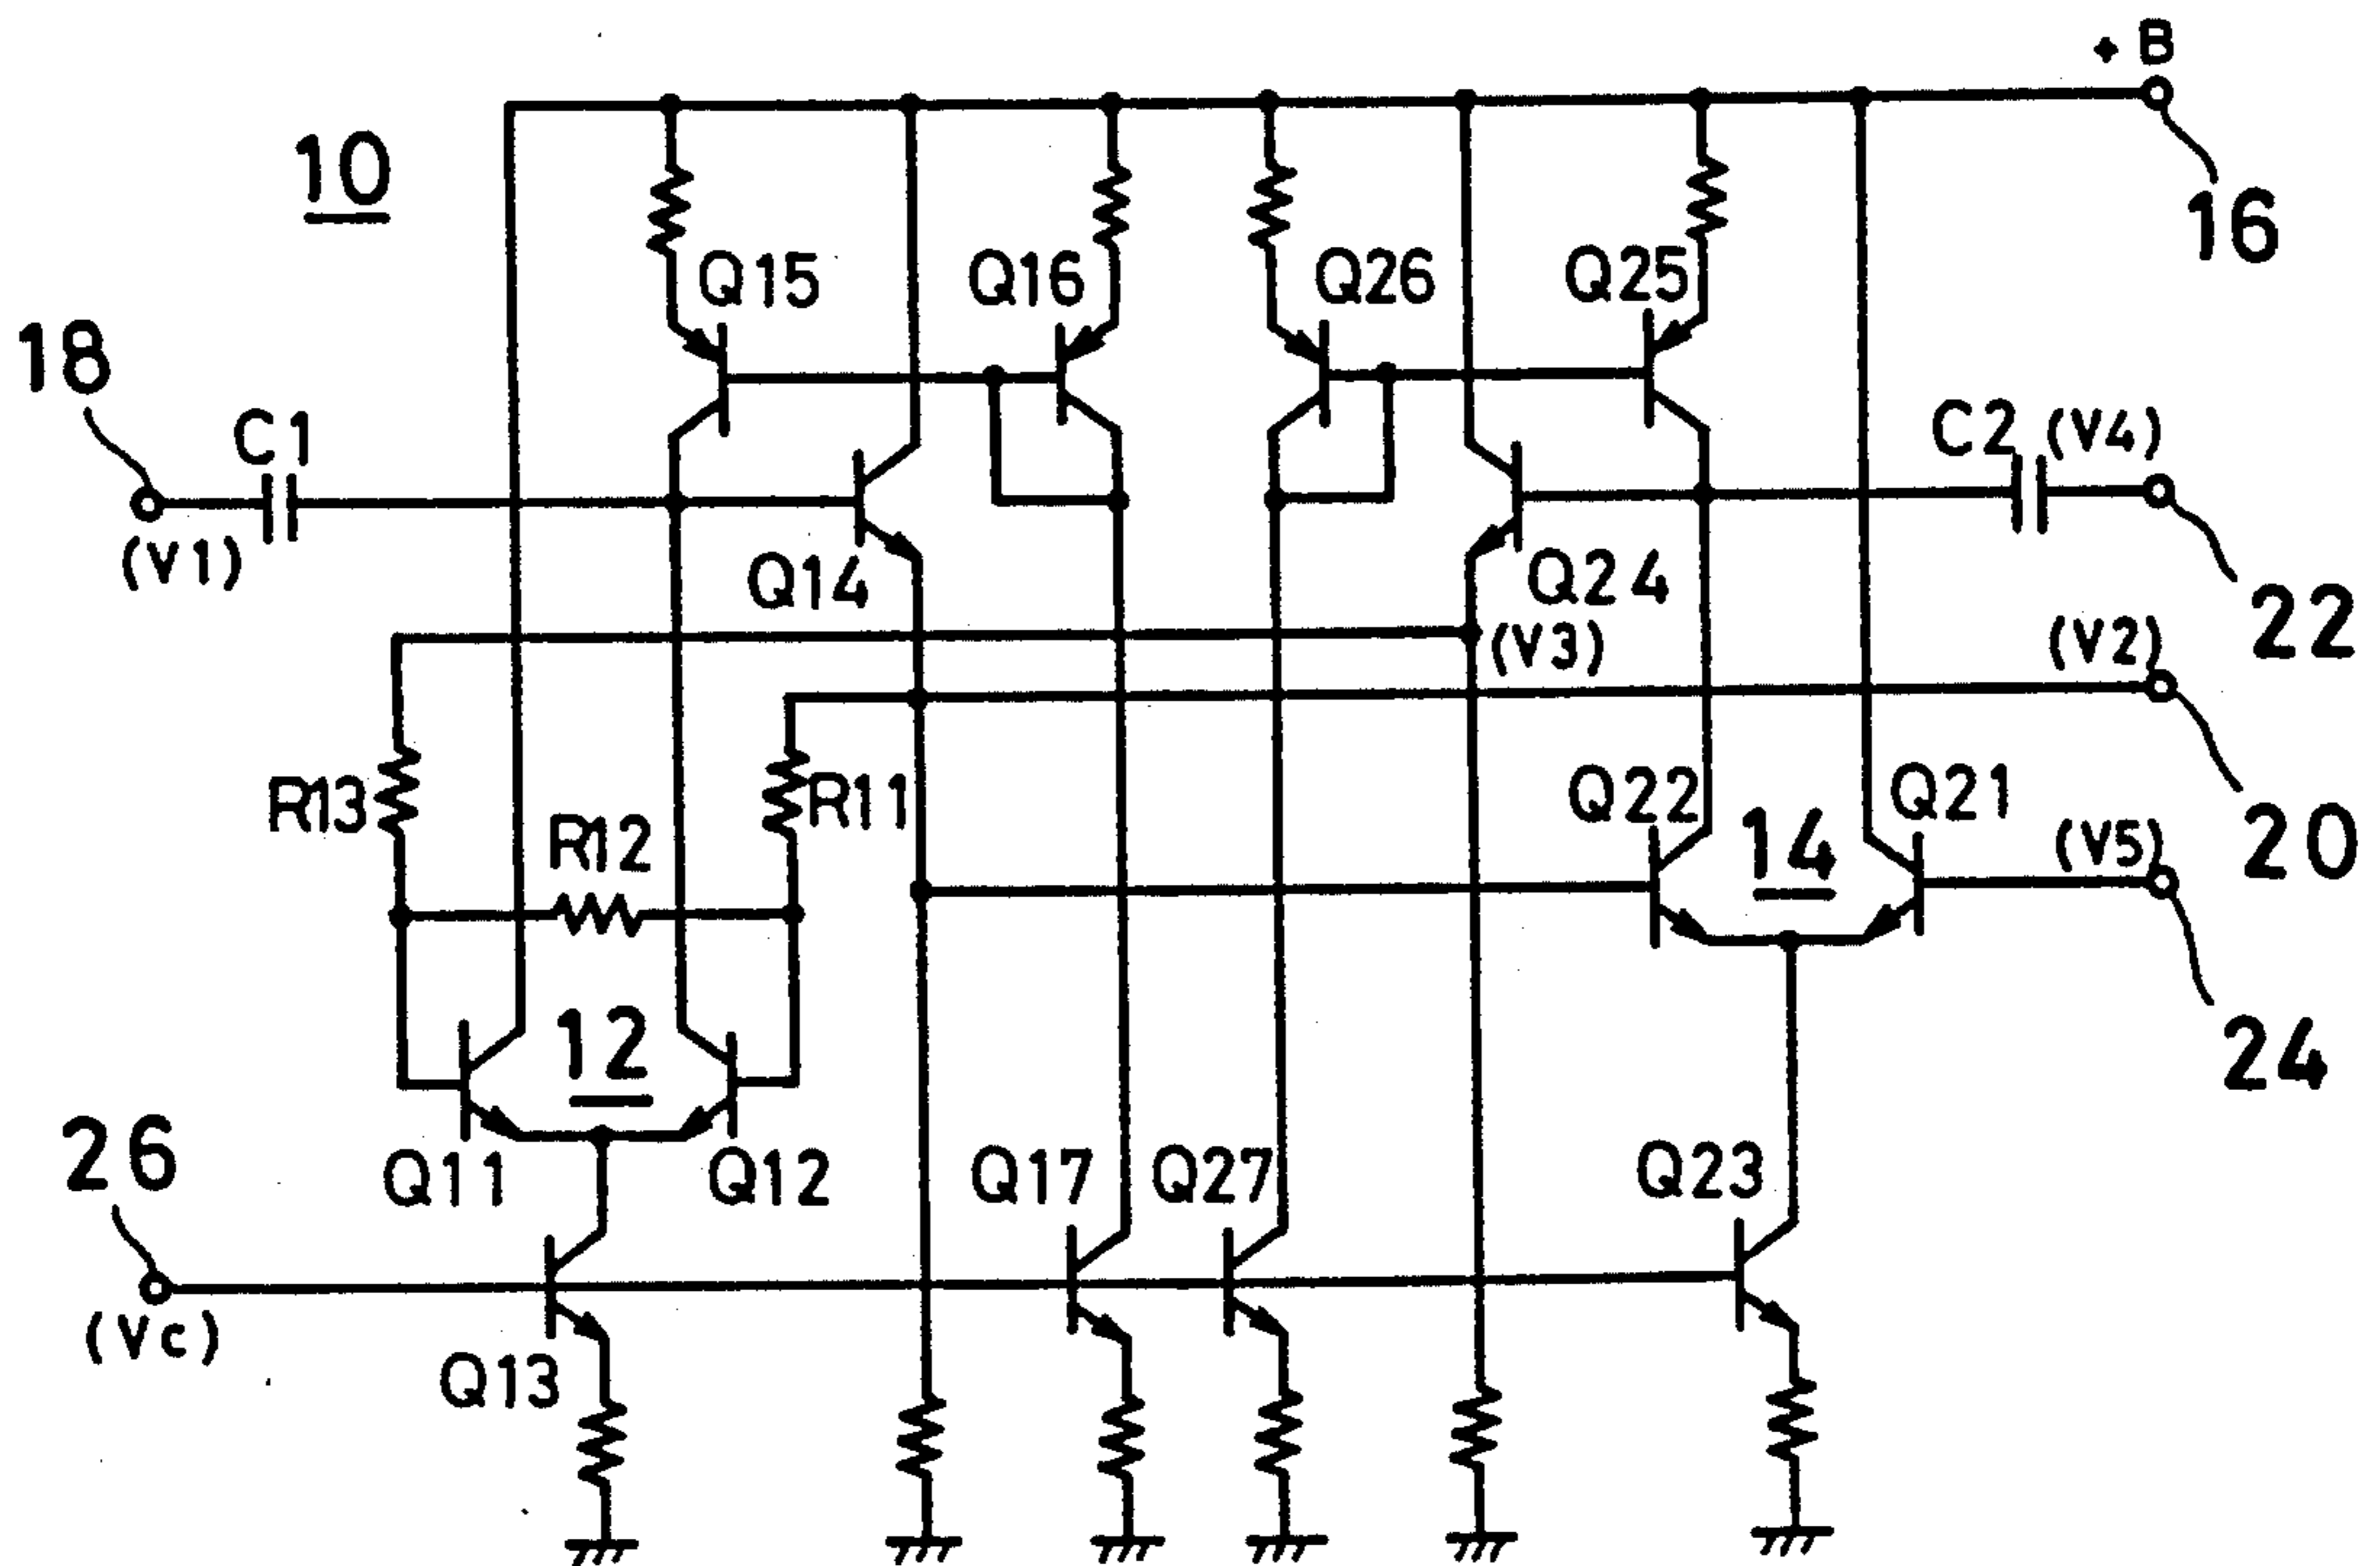 + B
10
16
Q15
Q16
Q26
Q25
18
C1
C2
(V4)
(V1)
Q14
Q24
22
(V3)
(V2)
R13
R12
R11
Q22
14
Q21
20
(V5)
12
24
26
Q11
Q12
Q17
Q27
Q23
(Vc)
Q13